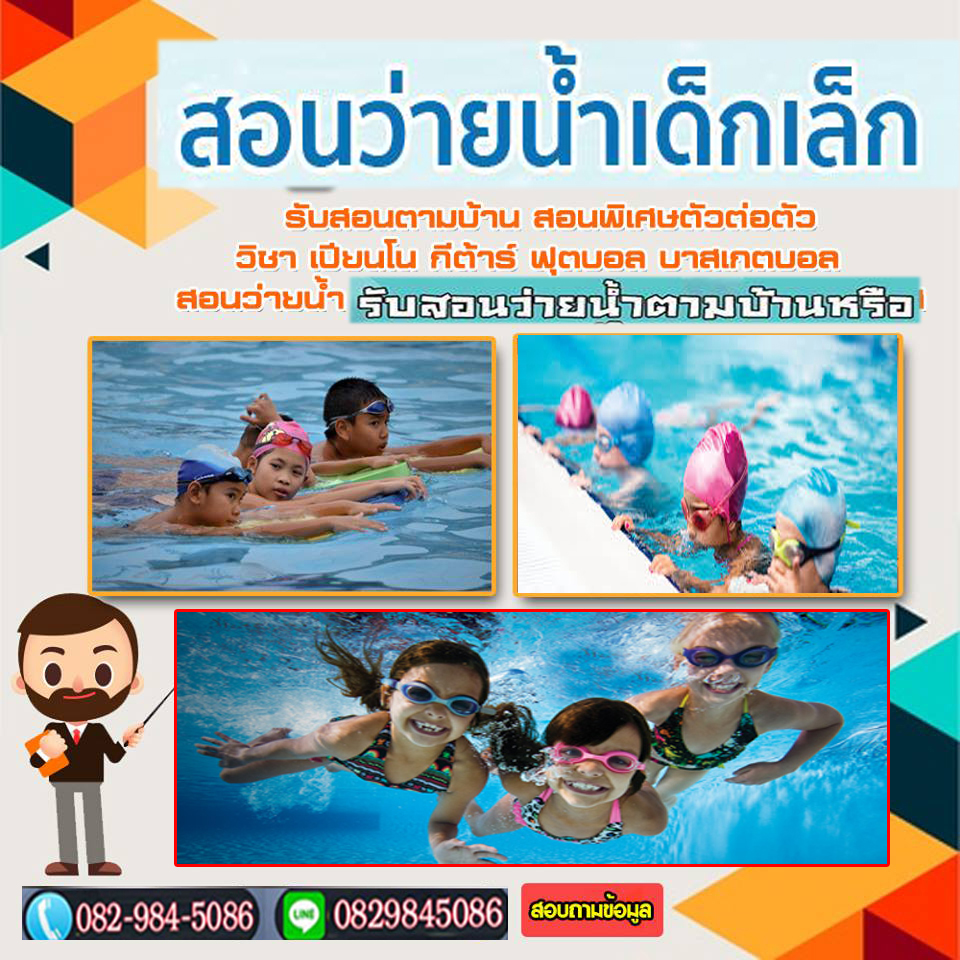 สอนว่ายน้ำเด็กเล็ก
รับสอนตามบ้าน สอนพิเศษตัวต่อตัว
วิชา เปียนโน กีต้าร์ ฟุตบอล บาสเกตบอล
สอนว่ายน้ำ รับสอนว่ายน้ำตามบ้านหรือ
082-984-5086 LINE 0829845086 สอบถามข้อมูล